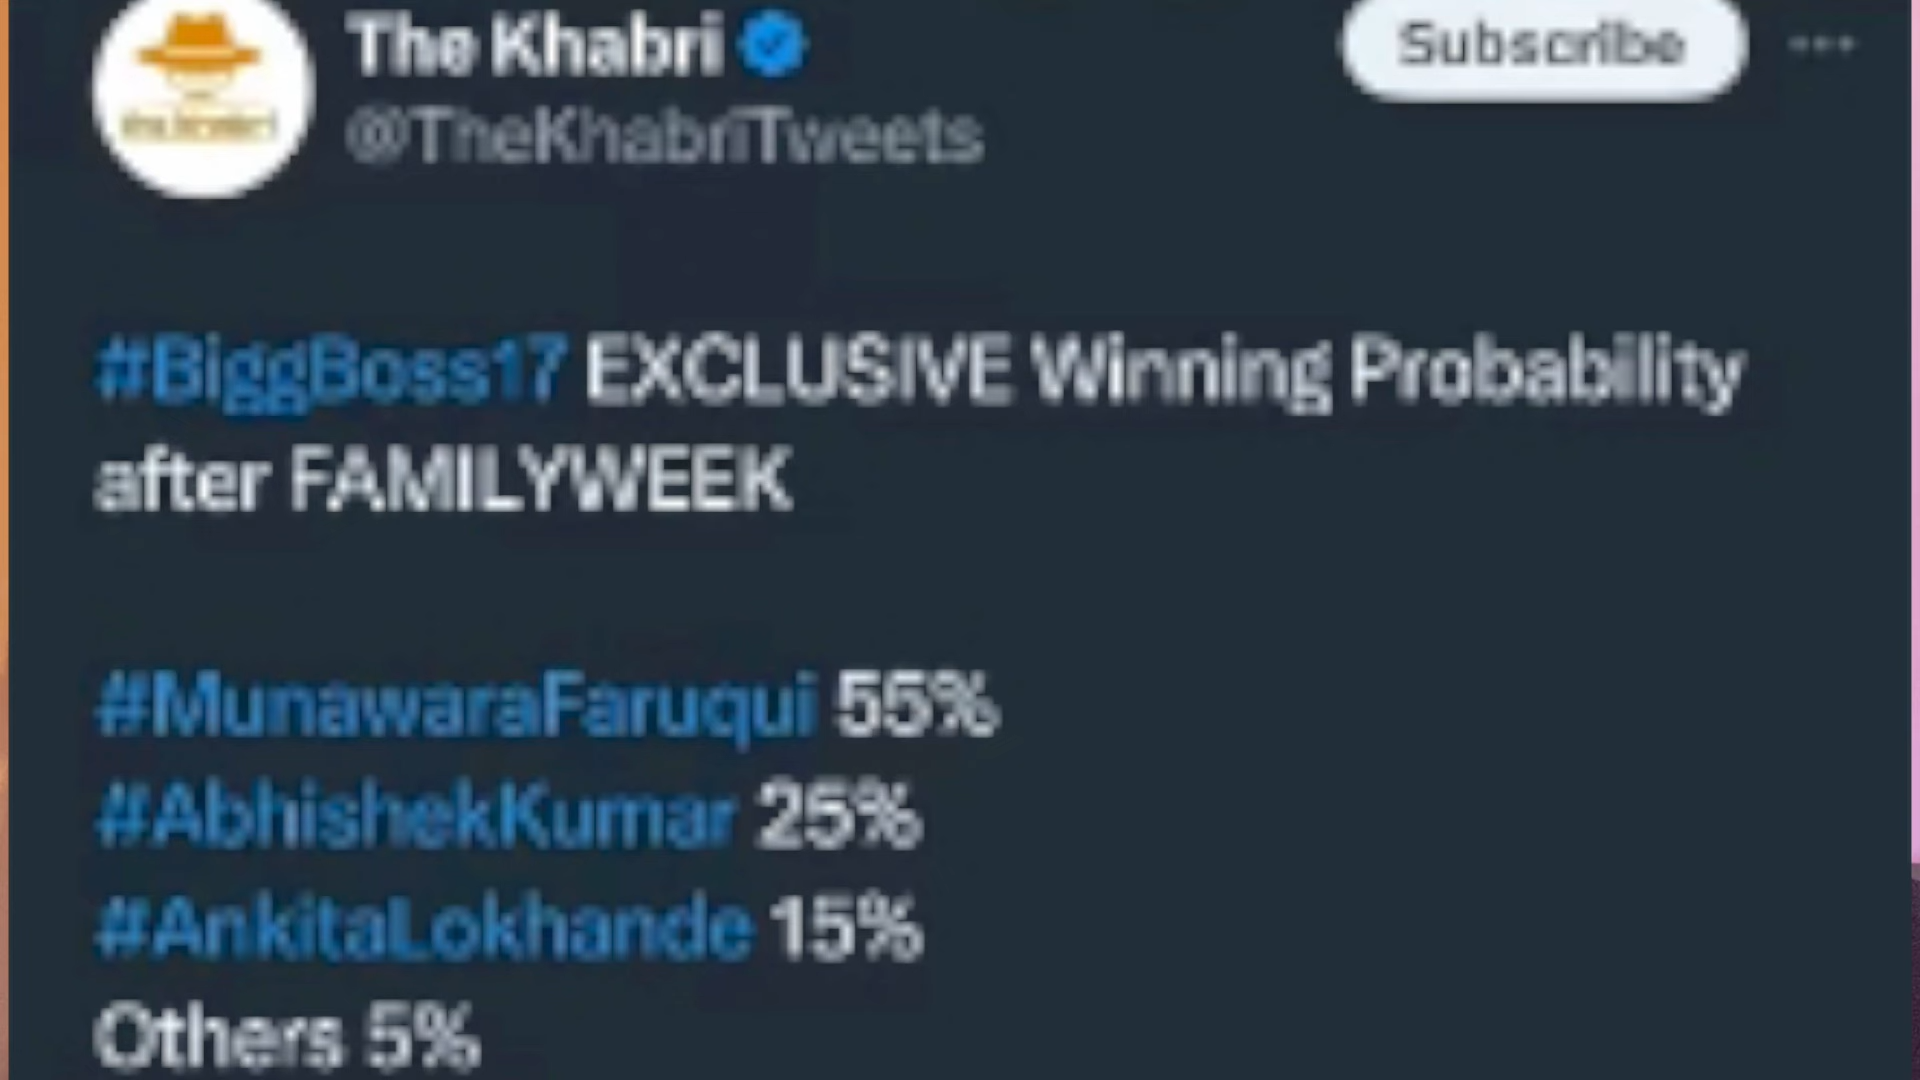 The Khabri
Subscribe
@TheKhabriTweets
#BiggBoss17 EXCLUSIVE Winning Probability
after FAMILYWEEK
#MunawaraFaruqui 55%
#AbhishekKumar 25%
#AnkitaLokhande 15%
Others 5%